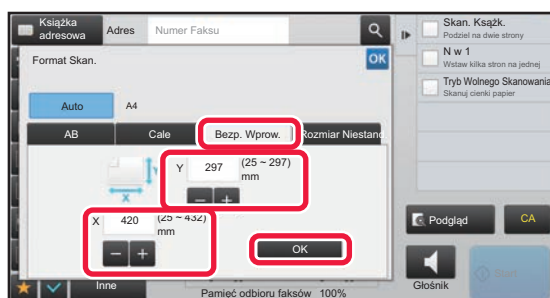 Książka
adresowa
Adres
Numer Faksu
Format Skan.
OK
Auto
A4
AB
Cale
Bezp. Wprow.
Rozmiar Niestand
Y
297
(25 ~ 297)
mm
Y
X
X
420
(25 ~ 432)
mm
OK
Inne
Pamięć odbioru faksów 100%
Skan. Książk.
Podziel na dwie strony
N w 1
Wstaw kilka stron na jednej
Tryb Wolnego Skanowania
Skanuj cienki papier
Podgląd
CA
Głośnik
Start